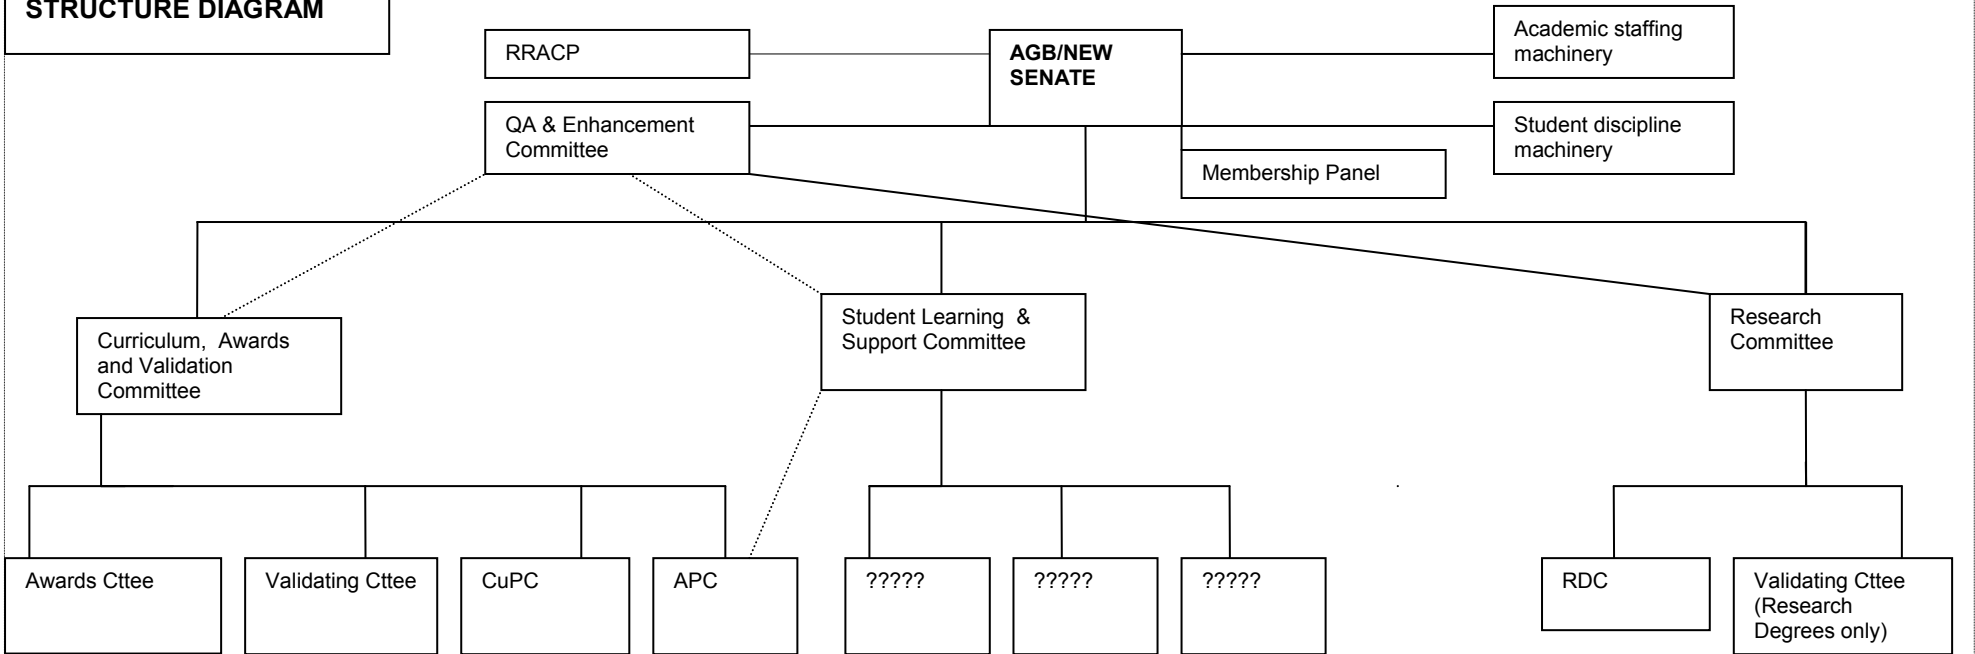 STRUCTURE DIAGRAM
RRACP
AGB/NEW
SENATE
Academic staffing
machinery
QA & Enhancement
Committee
Student discipline
machinery
Membership Panel
Curriculum, Awards
and Validation
Committee
Student Learning &
Support Committee
Research
Committee
Awards Cttee
Validating Cttee
CuPC
APC
?????
?????
?????
RDC
Validating Cttee
(Research
Degrees only)